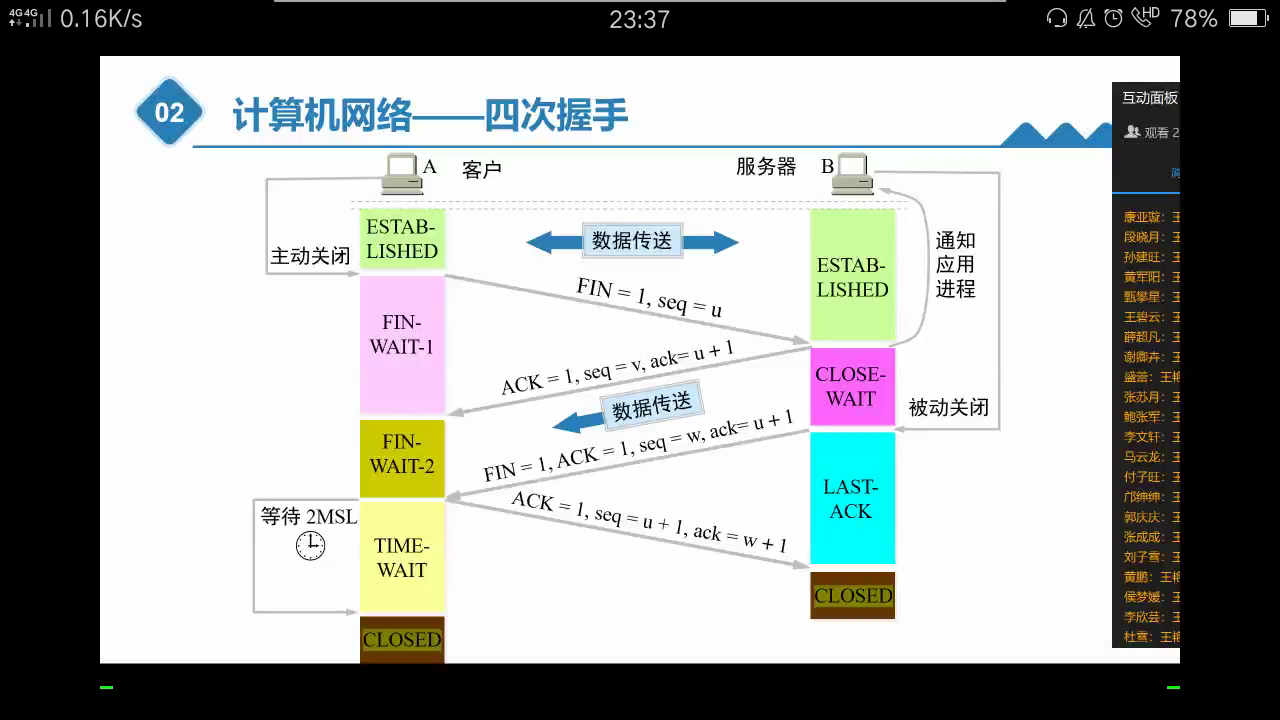 4G 4G 0.16K/s 23:37 HD 78%
02 计算机网络——四次握手
互动面板
观看 2
A 客户 服务器 B
ESTAB-
LISHED
数据传送
ESTAB-
LISHED
通知
应用
进程
主动关闭
FIN = 1, seq = u
FIN-
WAIT-1
ACK = 1, seq = v, ack= u + 1
CLOSE-
WAIT
数据传送
被动关闭
FIN-
WAIT-2
FIN = 1, ACK = 1, seq = w, ack= u + 1
LAST-
ACK
ACK = 1, seq = u + 1, ack = w + 1
等待 2MSL
TIME-
WAIT
CLOSED
CLOSED
康亚璇：王
段晓月：王
孙建旺：王
黄军阳：王
甄攀星：王
王碧云：王
薛超凡：王
谢卿卉：王
盛蕾：王艳
张苏月：王
鲍张军：王
李文轩：王
马云龙：王
付子旺：王
邝绅绅：王
郭庆庆：王
张成成：王
刘子鸾：王
黄鹏：王艳
侯梦媛：王
李欣芸：王
杜雪：王艳